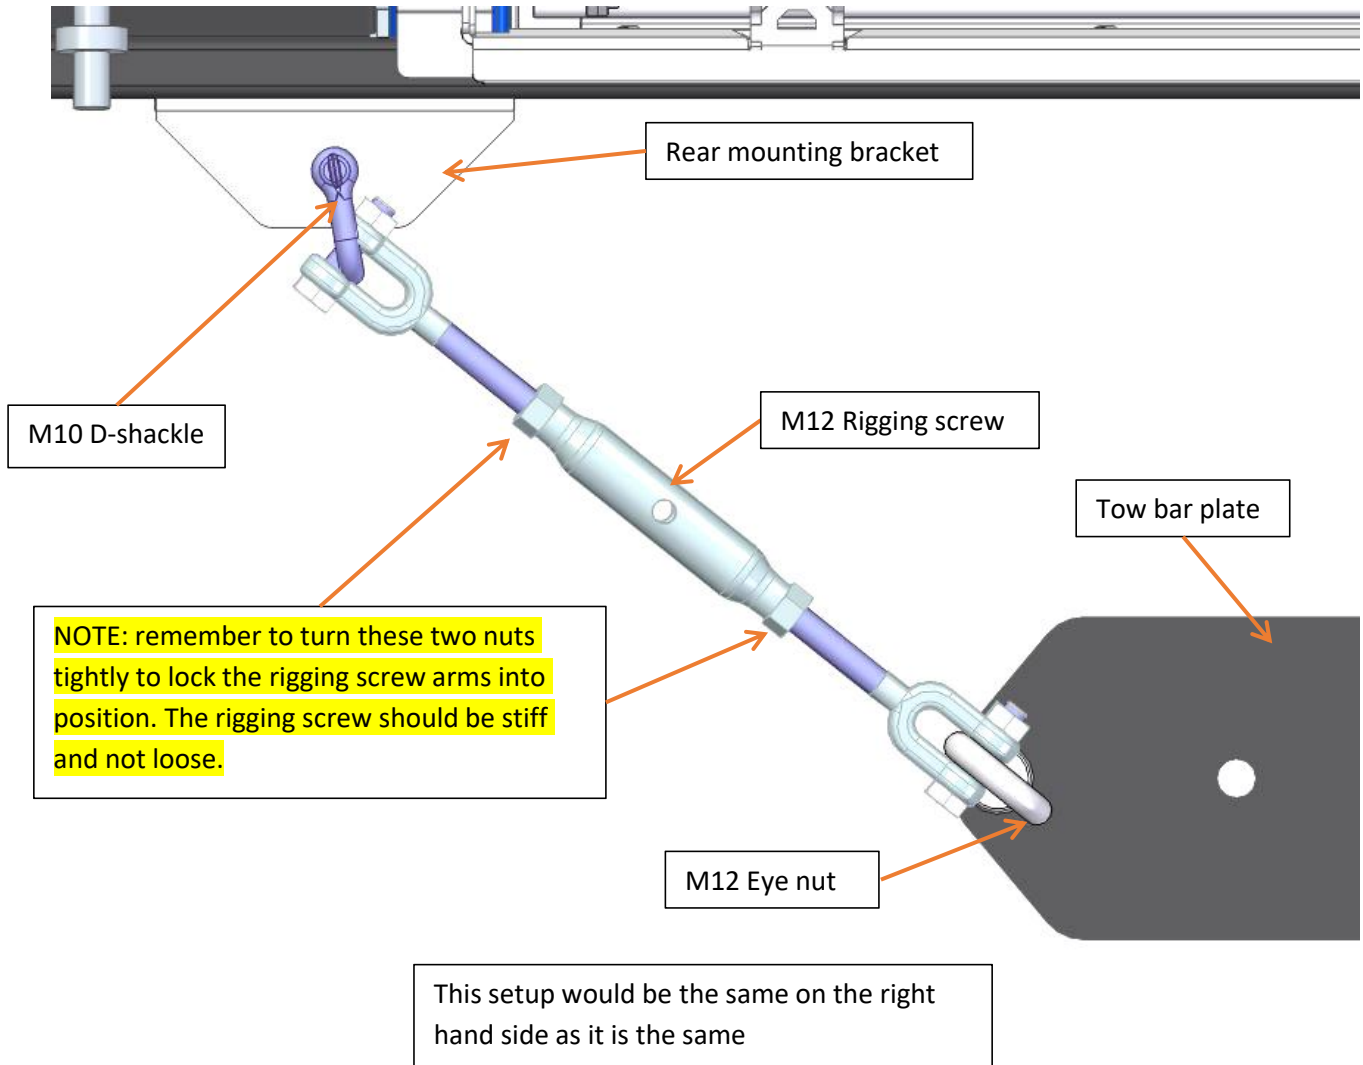 Rear mounting bracket
M10 D-shackle
M12 Rigging screw
Tow bar plate
NOTE: remember to turn these two nuts
tightly to lock the rigging screw arms into
position. The rigging screw should be stiff
and not loose.
M12 Eye nut
This setup would be the same on the right
hand side as it is the same